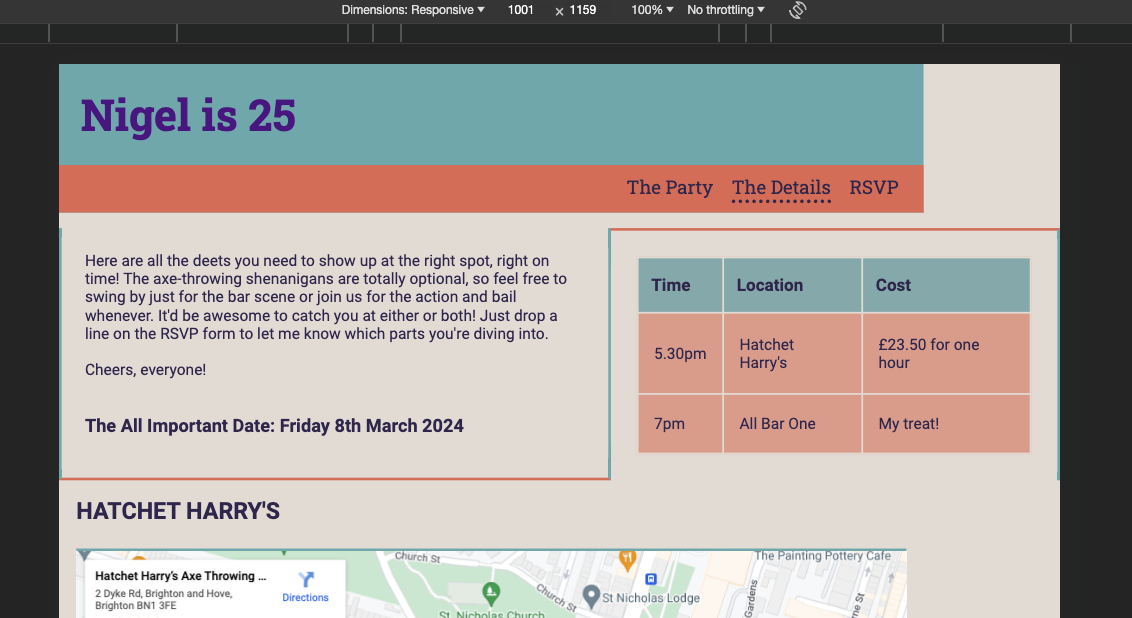 Dimensions: Responsive 1001 × 1159 100% No throttling
Nigel is 25
The Party The Details RSVP
Here are all the deets you need to show up at the right spot, right on
time! The axe-throwing shenanigans are totally optional, so feel free to
swing by just for the bar scene or join us for the action and bail
whenever. It'd be awesome to catch you at either or both! Just drop a
line on the RSVP form to let me know which parts you're diving into.
Cheers, everyone!
The All Important Date: Friday 8th March 2024
Time Location Cost
5.30pm Hatchet Harry's £23.50 for one hour
7pm All Bar One My treat!
HATCHET HARRY'S
Hatchet Harry's Axe Throwing ...
2 Dyke Rd, Brighton and Hove,
Brighton BN1 3FE
Directions
Church St
The Painting Pottery Cafe
Church St
St Nicholas Lodge
St. Nicholas Church
Gardens
ne St